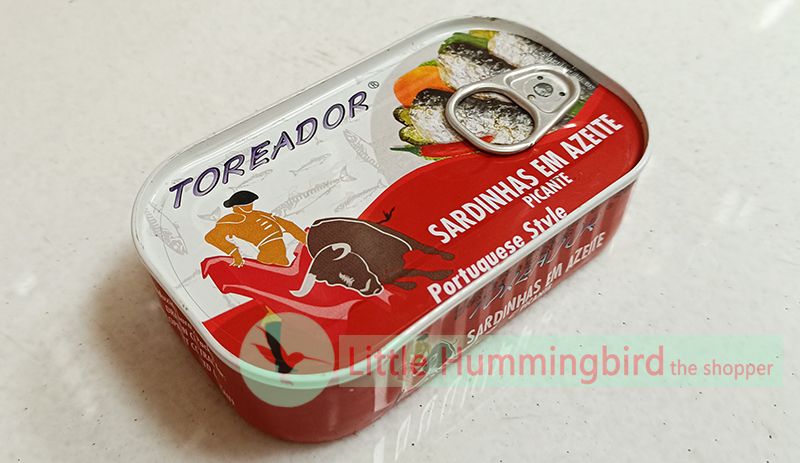 TOREADOR®
SARDINHAS EM AZEITE
PICANTE
Portuguese Style
SARDINHAS EM AZEITE
Little Hummingbird the shopper